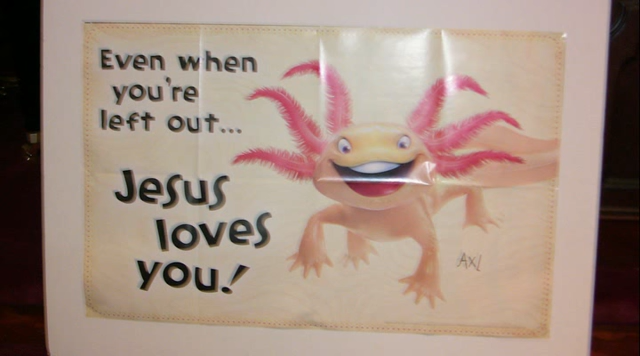 Even when
you're
left out...
Jesus
loves
you!
AXL